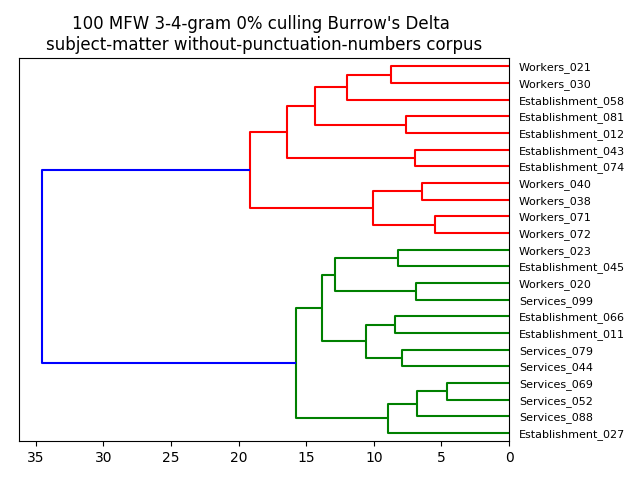 100 MFW 3-4-gram 0% culling Burrow's Delta
subject-matter without-punctuation-numbers corpus
Workers_021
Workers_030
Establishment_058
Establishment_081
Establishment_012
Establishment_043
Establishment_074
Workers_040
Workers_038
Workers_071
Workers_072
Workers_023
Establishment_045
Workers_020
Services_099
Establishment_066
Establishment_011
Services_079
Services_044
Services_069
Services_052
Services_088
Establishment_027
35 30 25 20 15 10 5 0